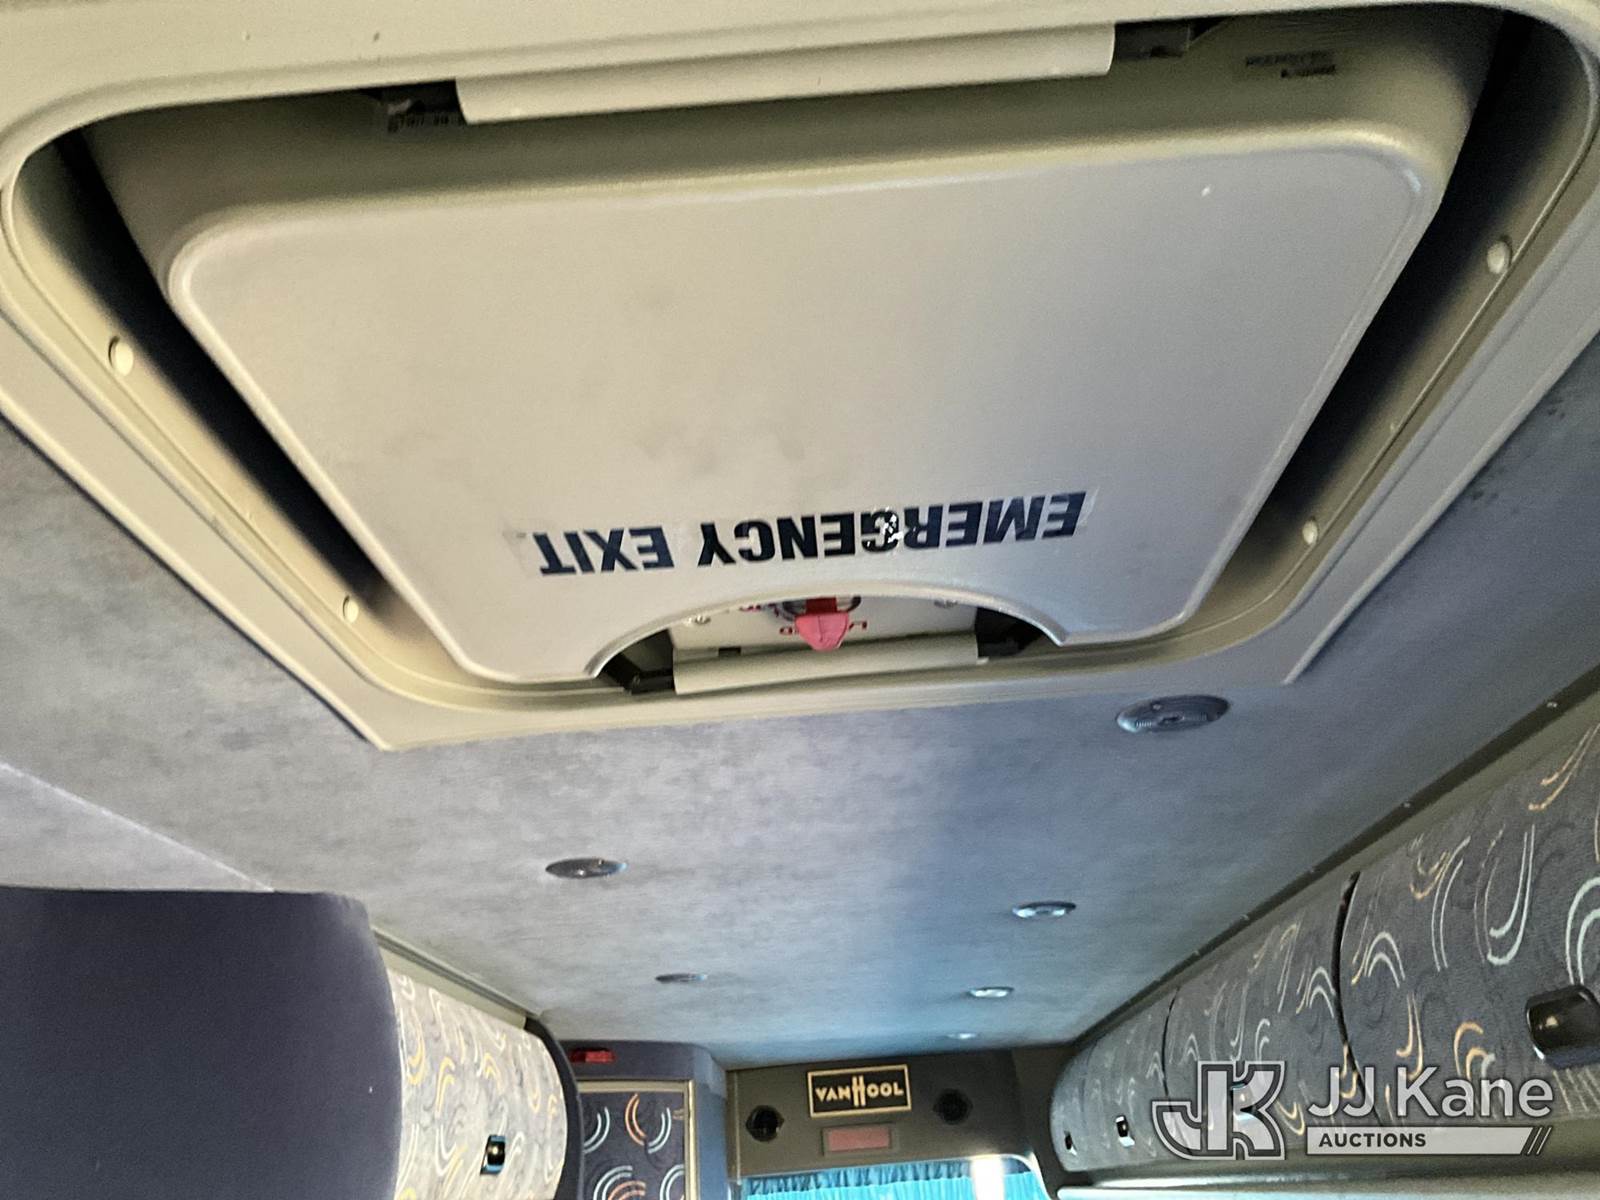 EMERGENCY EXIT
VANHOOL
JJ Kane
AUCTIONS